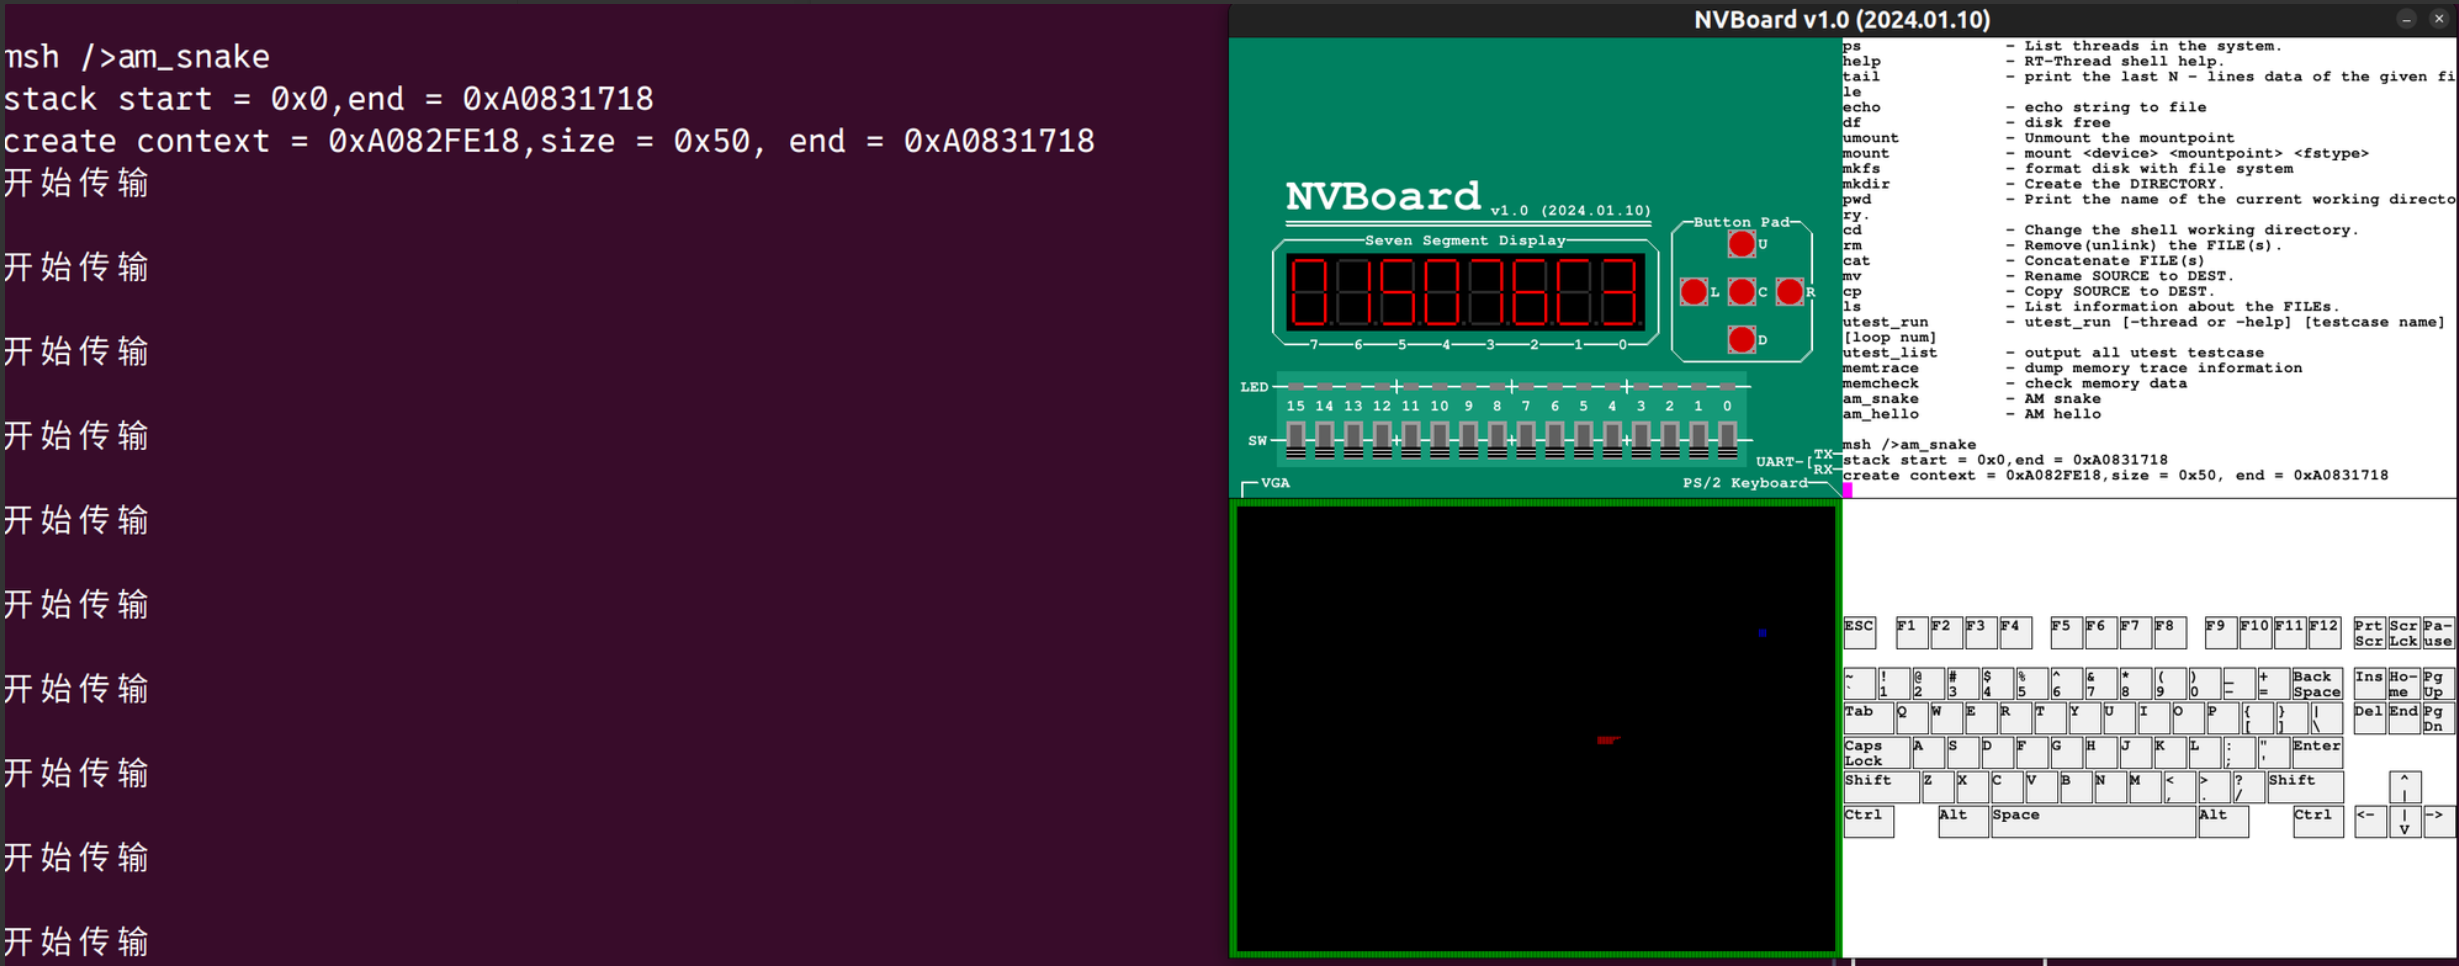 msh />am_snake
stack start = 0x0,end = 0xA0831718
create context = 0xA082FE18,size = 0x50, end = 0xA0831718
开始传输
开始传输
开始传输
开始传输
开始传输
开始传输
开始传输
开始传输
开始传输
开始传输
NVBoard v1.0 (2024.01.10)
NVBoard v1.0 (2024.01.10)
Seven Segment Display
7 6 5 4 3 2 1 0
Button Pad
U
L C R
D
LED
15 14 13 12 11 10 9 8 7 6 5 4 3 2 1 0
SW
UART-[TX
RX
VGA
PS/2 Keyboard
ps - List threads in the system.
help - RT-Thread shell help.
tail - print the last N - lines data of the given fi
le
echo - echo string to file
df - disk free
umount - Unmount the mountpoint
mount - mount <device> <mountpoint> <fstype>
mkfs - format disk with file system
mkdir - Create the DIRECTORY.
pwd - Print the name of the current working directo
ry.
cd - Change the shell working directory.
rm - Remove(unlink) the FILE(s).
cat - Concatenate FILE(s)
mv - Rename SOURCE to DEST.
cp - Copy SOURCE to DEST.
ls - List information about the FILEs.
utest_run - utest_run [-thread or -help] [testcase name]
[loop num]
utest_list - output all utest testcase
memtrace - dump memory trace information
memcheck - check memory data
am_snake - AM snake
am_hello - AM hello
msh />am_snake
stack start = 0x0,end = 0xA0831718
create context = 0xA082FE18,size = 0x50, end = 0xA0831718
ESC F1 F2 F3 F4 F5 F6 F7 F8 F9 F10 F11 F12 Prt Scr Pa-
Scr Lck use
~ ! @ # $ % ^ & * ( ) _ + Back Ins Ho- Pg
` 1 2 3 4 5 6 7 8 9 0 - = Space me Up
Tab Q W E R T Y U I O P { } | Del End Pg
[ ] \ Dn
Caps A S D F G H J K L : " Enter
Lock ; '
Shift Z X C V B N M < > ? Shift ^
, . / |
Ctrl Alt Space Alt Ctrl <- | ->
V